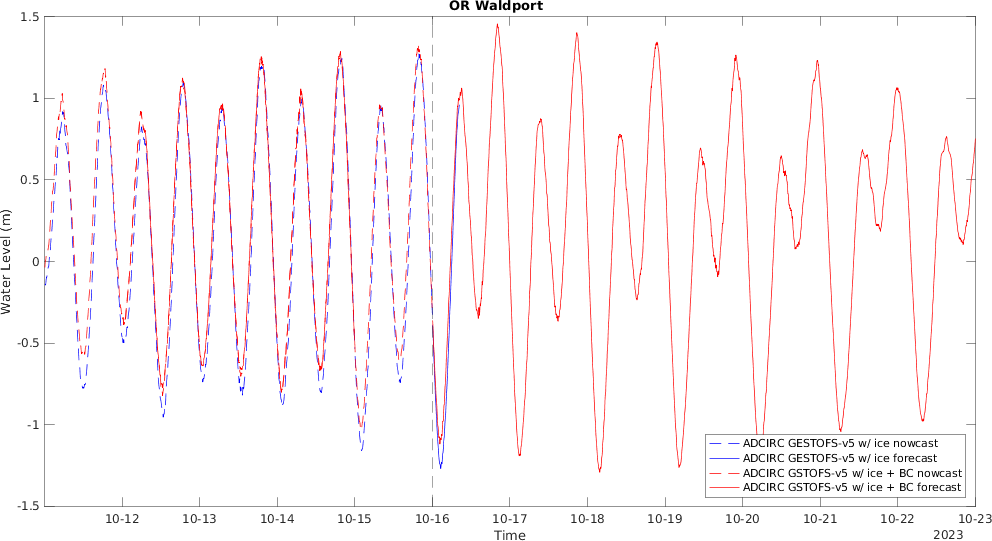 OR Waldport
1.5
1
0.5
0
-0.5
-1
-1.5
Water Level (m)
ADCIRC GESTOFS-v5 w/ ice nowcast
ADCIRC GESTOFS-v5 w/ ice forecast
ADCIRC GSTOFS-v5 w/ ice + BC nowcast
ADCIRC GSTOFS-v5 w/ ice + BC forecast
10-12 10-13 10-14 10-15 10-16 10-17 10-18 10-19 10-20 10-21 10-22 10-23
Time
2023